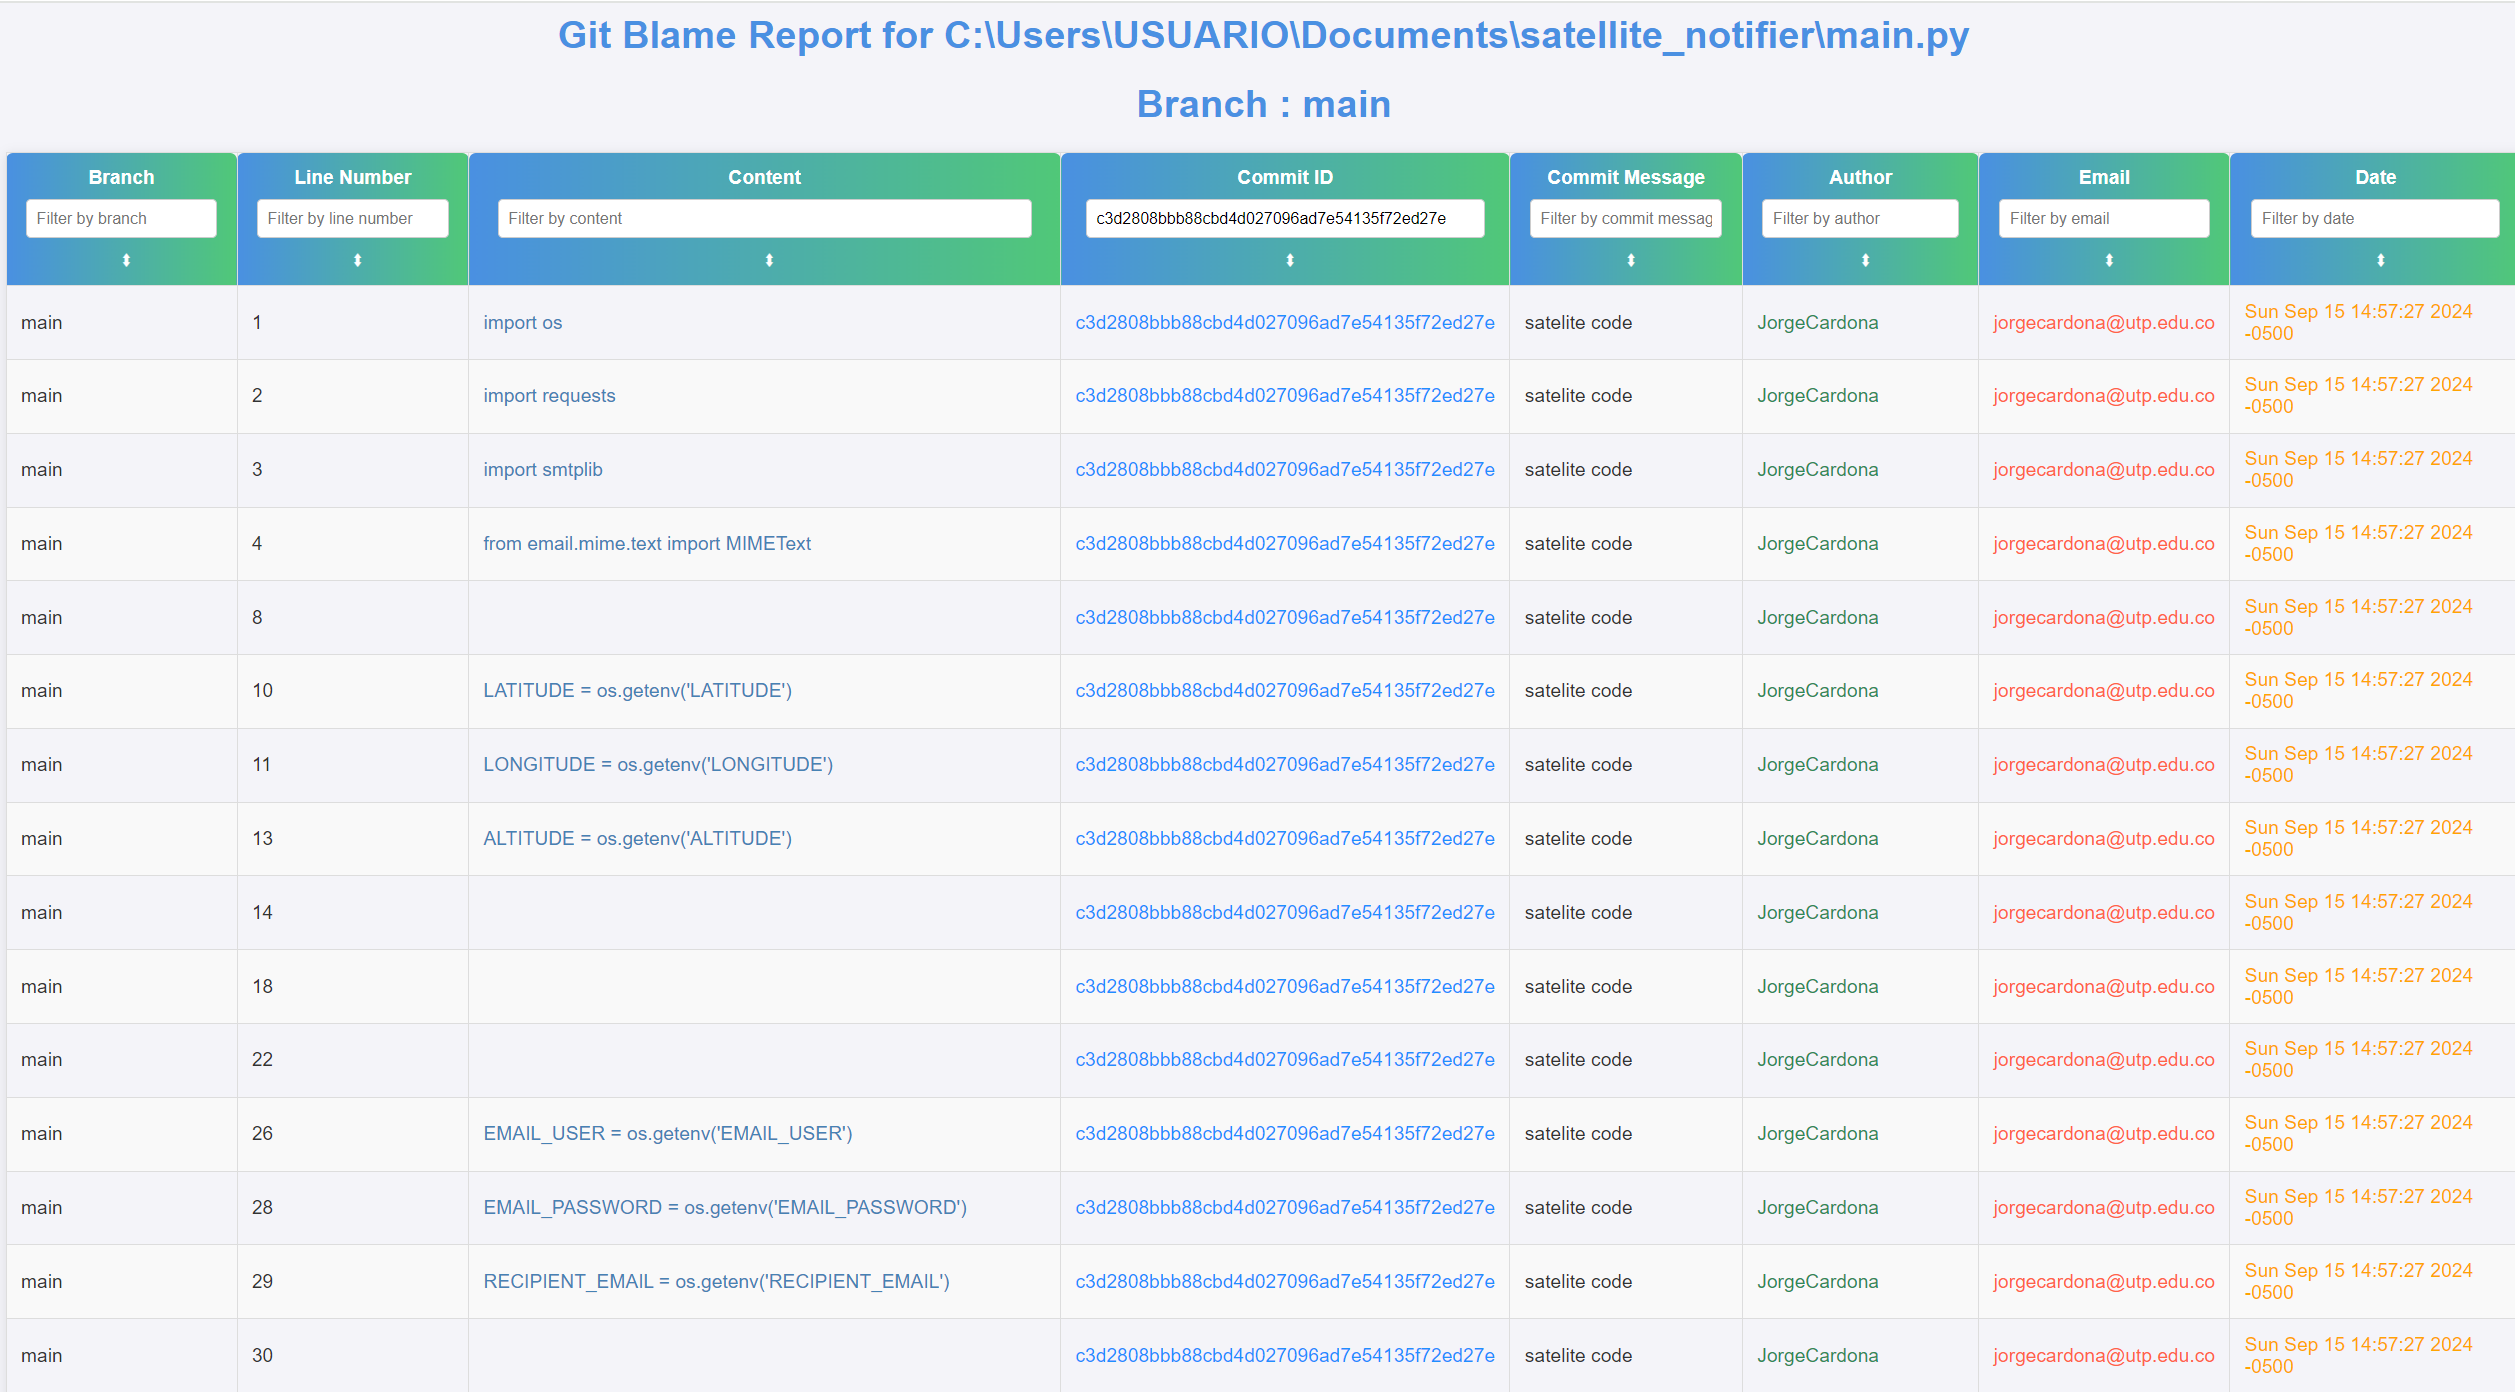 Git Blame Report for C:\Users\USUARIO\Documents\satellite_notifier\main.py
Branch : main
Branch Line Number Content Commit ID Commit Message Author Email Date
Filter by branch Filter by line number Filter by content c3d2808bbb88cbd4d027096ad7e54135f72ed27e Filter by commit messag Filter by author Filter by email Filter by date
main 1 import os c3d2808bbb88cbd4d027096ad7e54135f72ed27e satelite code JorgeCardona jorgecardona@utp.edu.co Sun Sep 15 14:57:27 2024
-0500
main 2 import requests c3d2808bbb88cbd4d027096ad7e54135f72ed27e satelite code JorgeCardona jorgecardona@utp.edu.co Sun Sep 15 14:57:27 2024
-0500
main 3 import smtplib c3d2808bbb88cbd4d027096ad7e54135f72ed27e satelite code JorgeCardona jorgecardona@utp.edu.co Sun Sep 15 14:57:27 2024
-0500
main 4 from email.mime.text import MIMEText c3d2808bbb88cbd4d027096ad7e54135f72ed27e satelite code JorgeCardona jorgecardona@utp.edu.co Sun Sep 15 14:57:27 2024
-0500
main 8 c3d2808bbb88cbd4d027096ad7e54135f72ed27e satelite code JorgeCardona jorgecardona@utp.edu.co Sun Sep 15 14:57:27 2024
-0500
main 10 LATITUDE = os.getenv('LATITUDE') c3d2808bbb88cbd4d027096ad7e54135f72ed27e satelite code JorgeCardona jorgecardona@utp.edu.co Sun Sep 15 14:57:27 2024
-0500
main 11 LONGITUDE = os.getenv('LONGITUDE') c3d2808bbb88cbd4d027096ad7e54135f72ed27e satelite code JorgeCardona jorgecardona@utp.edu.co Sun Sep 15 14:57:27 2024
-0500
main 13 ALTITUDE = os.getenv('ALTITUDE') c3d2808bbb88cbd4d027096ad7e54135f72ed27e satelite code JorgeCardona jorgecardona@utp.edu.co Sun Sep 15 14:57:27 2024
-0500
main 14 c3d2808bbb88cbd4d027096ad7e54135f72ed27e satelite code JorgeCardona jorgecardona@utp.edu.co Sun Sep 15 14:57:27 2024
-0500
main 18 c3d2808bbb88cbd4d027096ad7e54135f72ed27e satelite code JorgeCardona jorgecardona@utp.edu.co Sun Sep 15 14:57:27 2024
-0500
main 22 c3d2808bbb88cbd4d027096ad7e54135f72ed27e satelite code JorgeCardona jorgecardona@utp.edu.co Sun Sep 15 14:57:27 2024
-0500
main 26 EMAIL_USER = os.getenv('EMAIL_USER') c3d2808bbb88cbd4d027096ad7e54135f72ed27e satelite code JorgeCardona jorgecardona@utp.edu.co Sun Sep 15 14:57:27 2024
-0500
main 28 EMAIL_PASSWORD = os.getenv('EMAIL_PASSWORD') c3d2808bbb88cbd4d027096ad7e54135f72ed27e satelite code JorgeCardona jorgecardona@utp.edu.co Sun Sep 15 14:57:27 2024
-0500
main 29 RECIPIENT_EMAIL = os.getenv('RECIPIENT_EMAIL') c3d2808bbb88cbd4d027096ad7e54135f72ed27e satelite code JorgeCardona jorgecardona@utp.edu.co Sun Sep 15 14:57:27 2024
-0500
main 30 c3d2808bbb88cbd4d027096ad7e54135f72ed27e satelite code JorgeCardona jorgecardona@utp.edu.co Sun Sep 15 14:57:27 2024
-0500